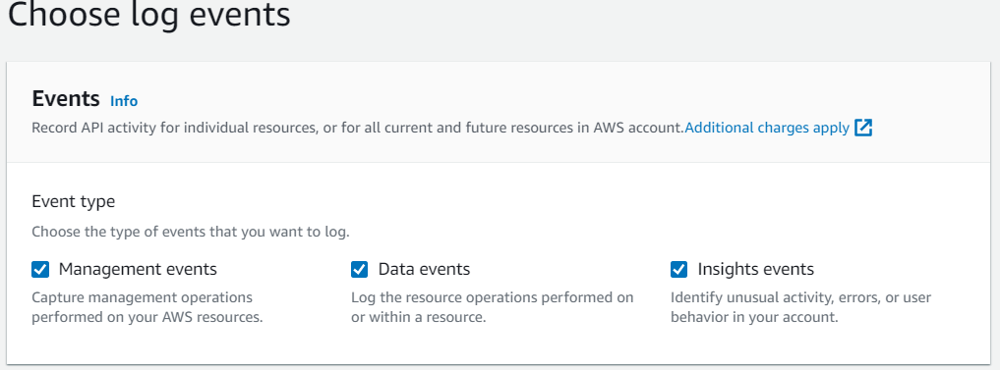 Choose log events
Events Info
Record API activity for individual resources, or for all current and future resources in AWS account.Additional charges apply
Event type
Choose the type of events that you want to log.
Management events
Capture management operations
performed on your AWS resources.
Data events
Log the resource operations performed on
or within a resource.
Insights events
Identify unusual activity, errors, or user
behavior in your account.